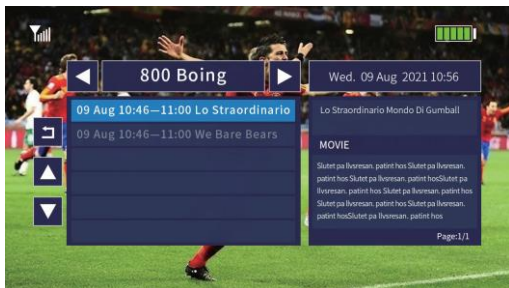 800 Boing
Wed. 09 Aug 2021 10:56
09 Aug 10:46—11:00 Lo Straordinario
09 Aug 10:46—11:00 We Bare Bears
Lo Straordinario Mondo Di Gumball
MOVIE
Slutet pa llvsresan. patint hos Slutet pa llvsresan.
patint hos Slutet pa llvsresan. patint hosSlutet pa
llvsresan. patint hos Slutet pa llvsresan. patint hos
Slutet pa llvsresan. patint hos Slutet pa llvsresan.
patint hosSlutet pa llvsresan. patint hos
Page:1/1